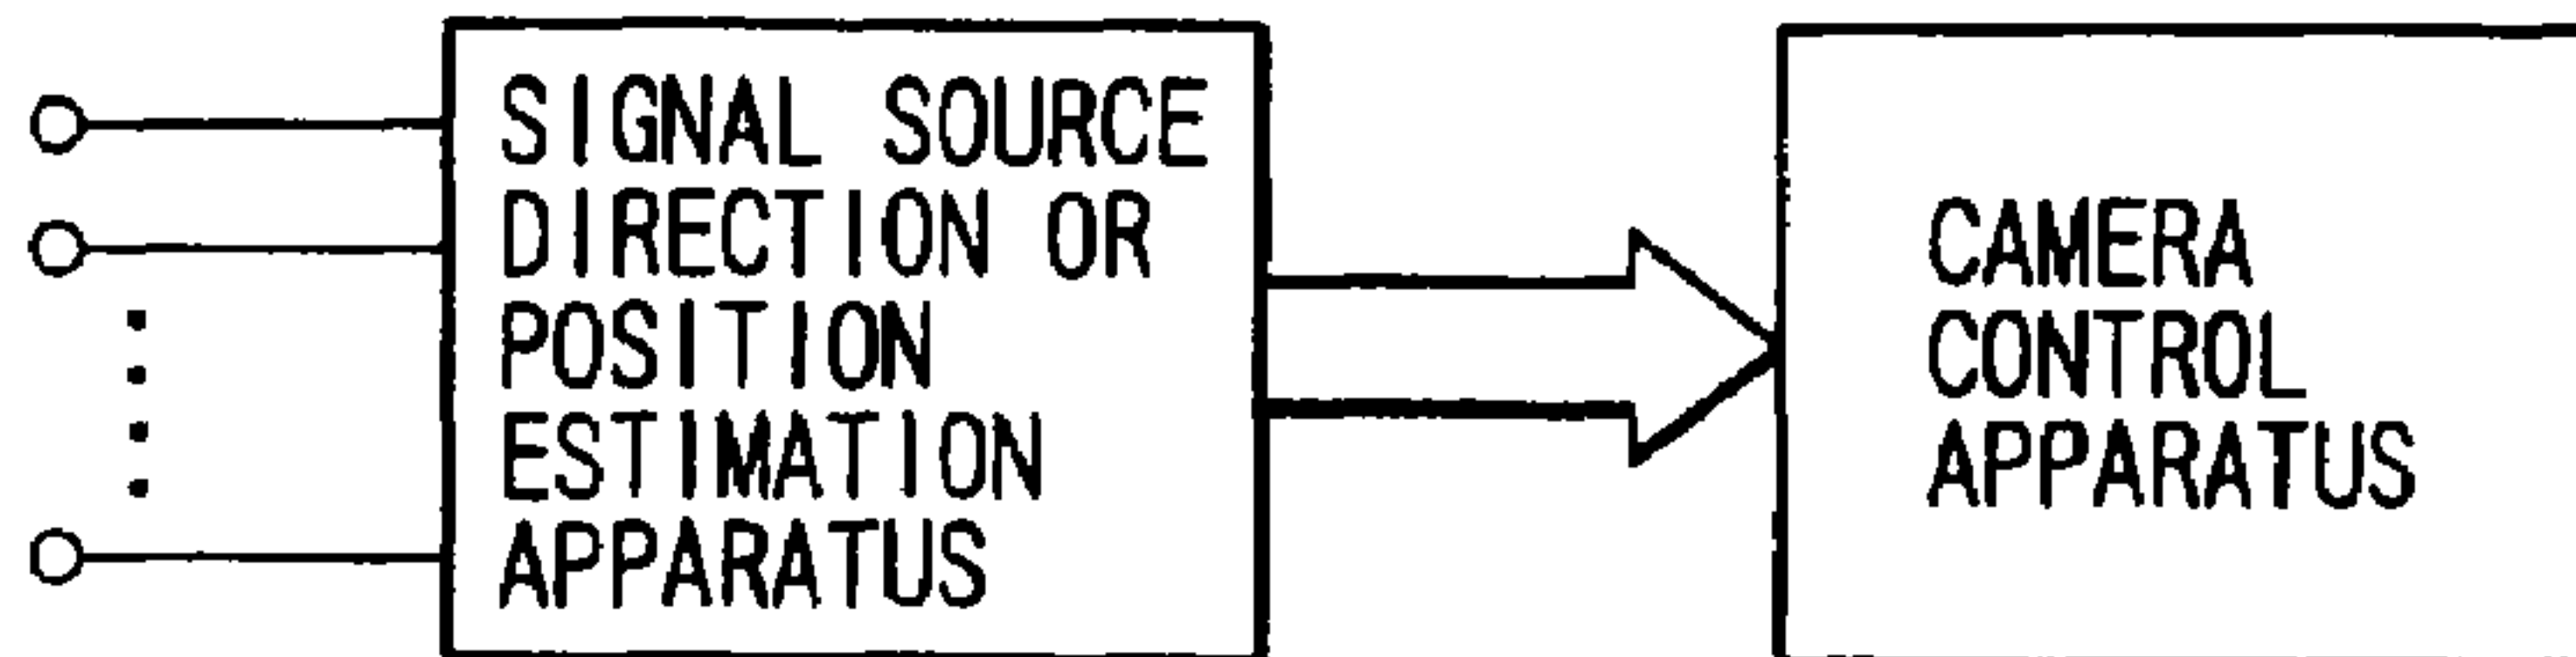 SIGNAL SOURCE
DIRECTION OR
POSITION
ESTIMATION
APPARATUS
CAMERA
CONTROL
APPARATUS